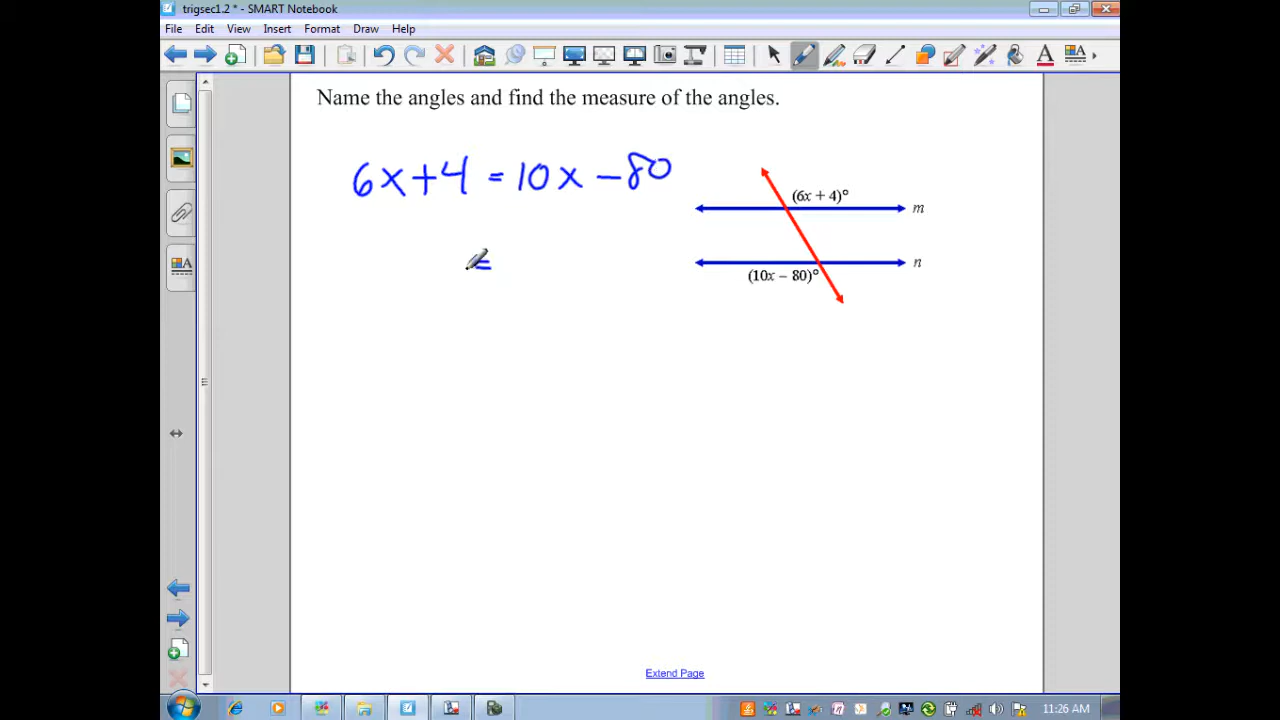 trigsec1.2 * - SMART Notebook
File Edit View Insert Format Draw Help
Name the angles and find the measure of the angles.
6x+4 = 10x -80
=
(6x + 4)°
m
n
(10x − 80)°
Extend Page
11:26 AM